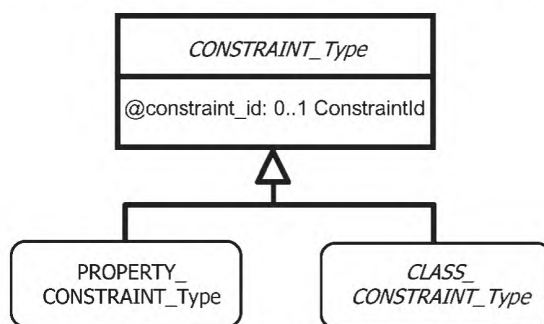 CONSTRAINT_Type
@constraint_id: 0..1 ConstraintId
PROPERTY_
CONSTRAINT_Type
CLASS_
CONSTRAINT_Type